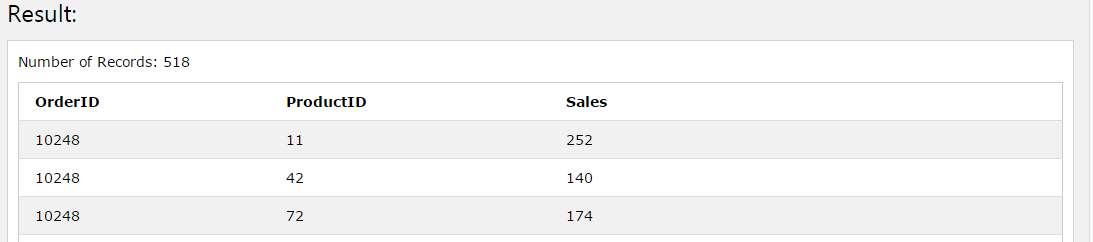 Result:
Number of Records: 518
OrderID ProductID Sales
10248 11 252
10248 42 140
10248 72 174